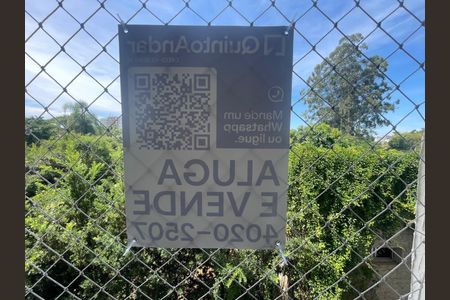 QuintoAndar
Mande um
Whatsapp
ou ligue.
ALUGA
E VENDE
4020-2507